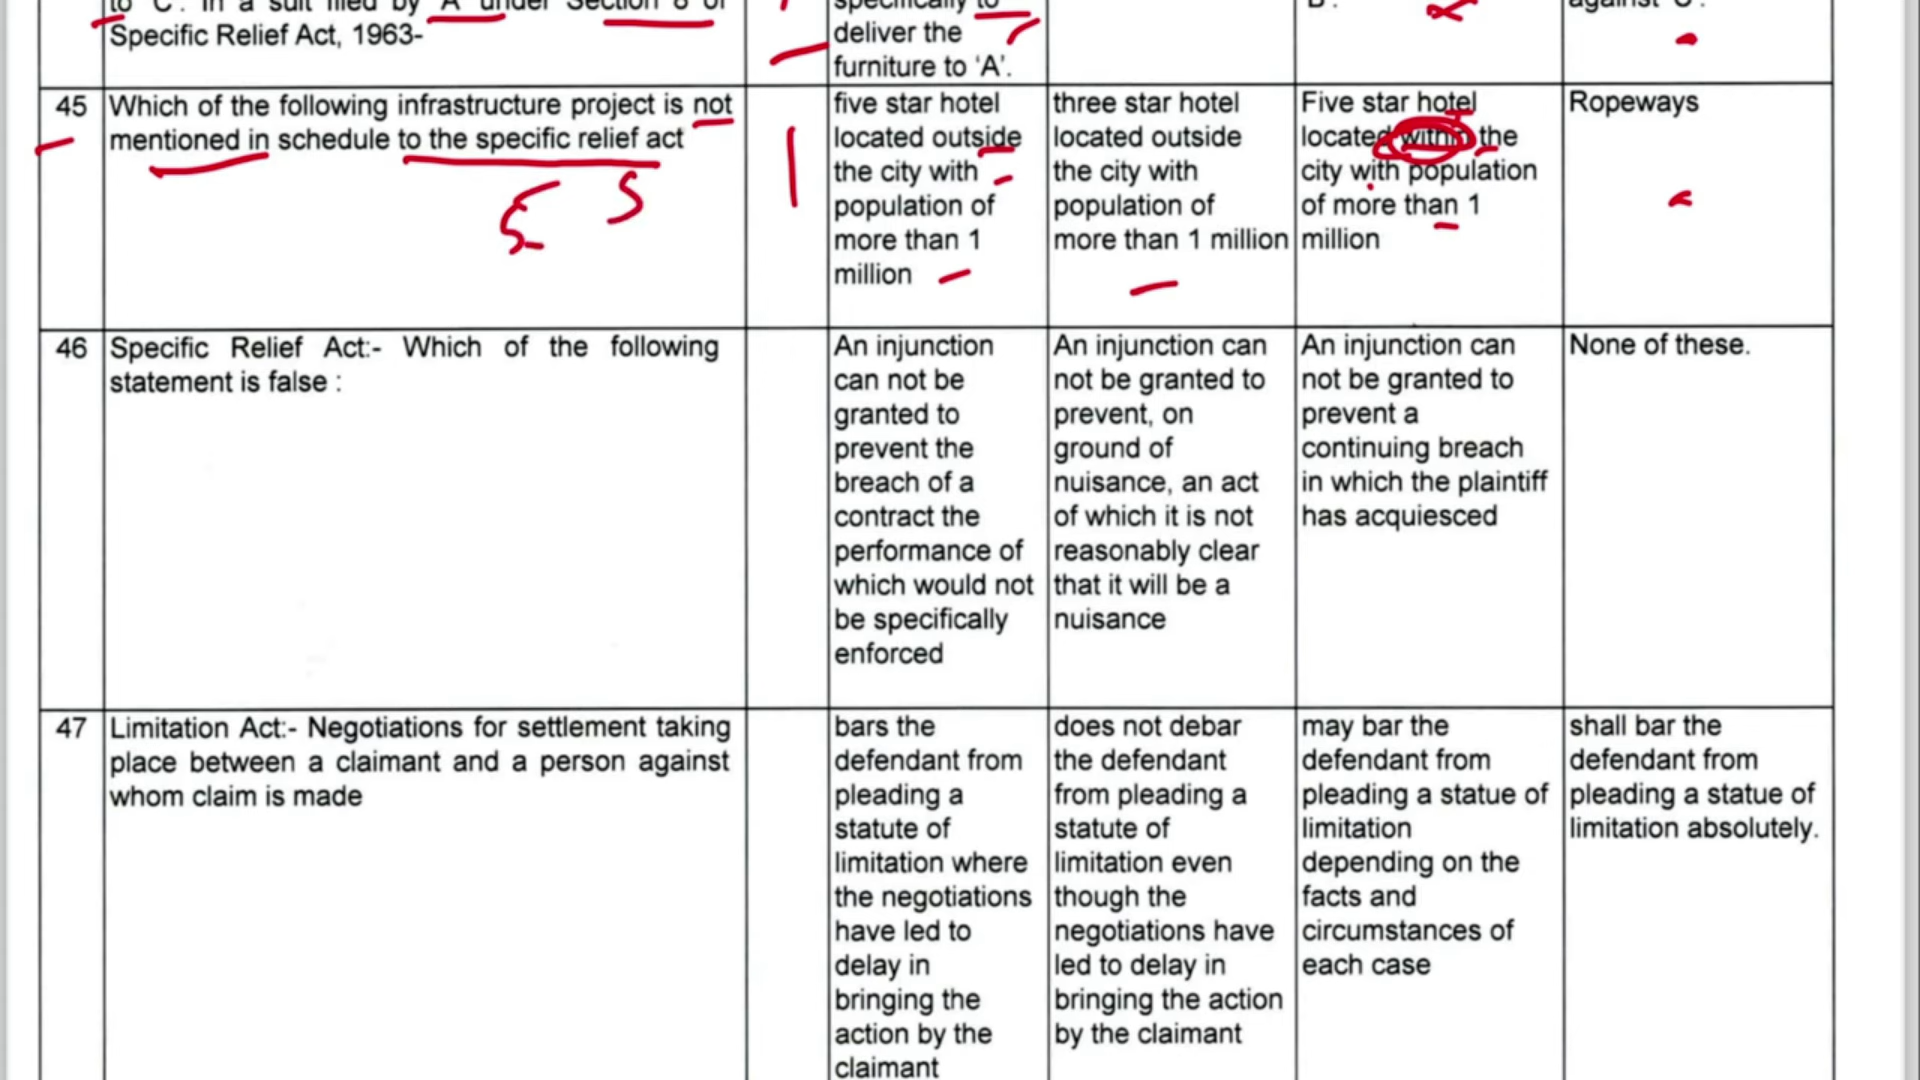 to 'C'. In a suit filed by 'A' under Section 8 of
Specific Relief Act, 1963-
specifically to
deliver the
furniture to 'A'.
B'.
against 'C'.
45
Which of the following infrastructure project is not
mentioned in schedule to the specific relief act
five star hotel
located outside
the city with
population of
more than 1
million
three star hotel
located outside
the city with
population of
more than 1 million
Five star hotel
located within the
city with population
of more than 1
million
Ropeways
46
Specific Relief Act:- Which of the following
statement is false :
An injunction
can not be
granted to
prevent the
breach of a
contract the
performance of
which would not
be specifically
enforced
An injunction can
not be granted to
prevent, on
ground of
nuisance, an act
of which it is not
reasonably clear
that it will be a
nuisance
An injunction can
not be granted to
prevent a
continuing breach
in which the plaintiff
has acquiesced
None of these.
47
Limitation Act:- Negotiations for settlement taking
place between a claimant and a person against
whom claim is made
bars the
defendant from
pleading a
statute of
limitation where
the negotiations
have led to
delay in
bringing the
action by the
claimant
does not debar
the defendant
from pleading a
statute of
limitation even
though the
negotiations have
led to delay in
bringing the action
by the claimant
may bar the
defendant from
pleading a statue of
limitation
depending on the
facts and
circumstances of
each case
shall bar the
defendant from
pleading a statue of
limitation absolutely.